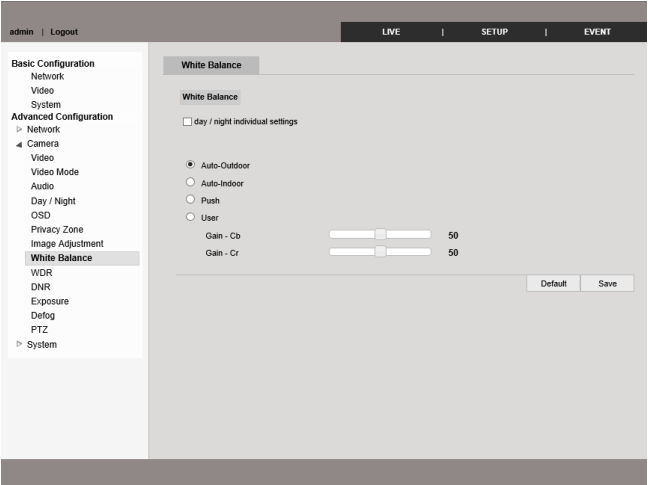 admin | Logout
LIVE | SETUP | EVENT
Basic Configuration
Network
Video
System
Advanced Configuration
Network
Camera
Video
Video Mode
Audio
Day / Night
OSD
Privacy Zone
Image Adjustment
White Balance
WDR
DNR
Exposure
Defog
PTZ
System
White Balance
White Balance
day / night individual settings
Auto-Outdoor
Auto-Indoor
Push
User
Gain - Cb 50
Gain - Cr 50
Default Save